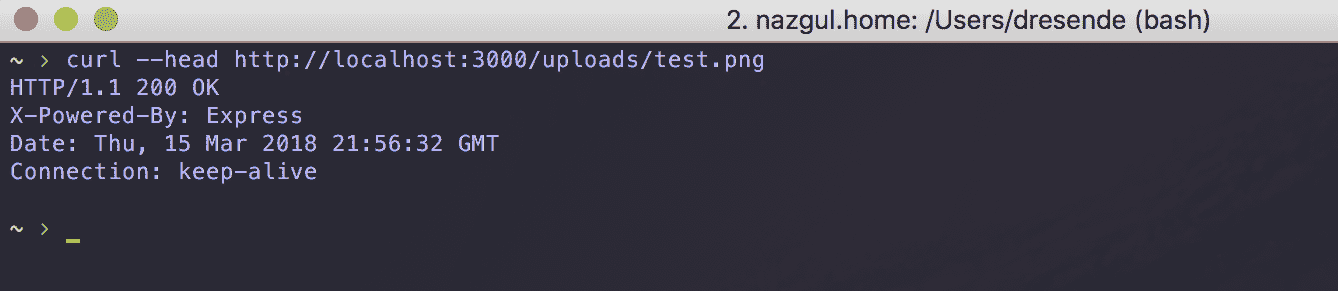 2. nazgul.home: /Users/dresende (bash)
~ › curl --head http://localhost:3000/uploads/test.png
HTTP/1.1 200 OK
X-Powered-By: Express
Date: Thu, 15 Mar 2018 21:56:32 GMT
Connection: keep-alive
~ › _